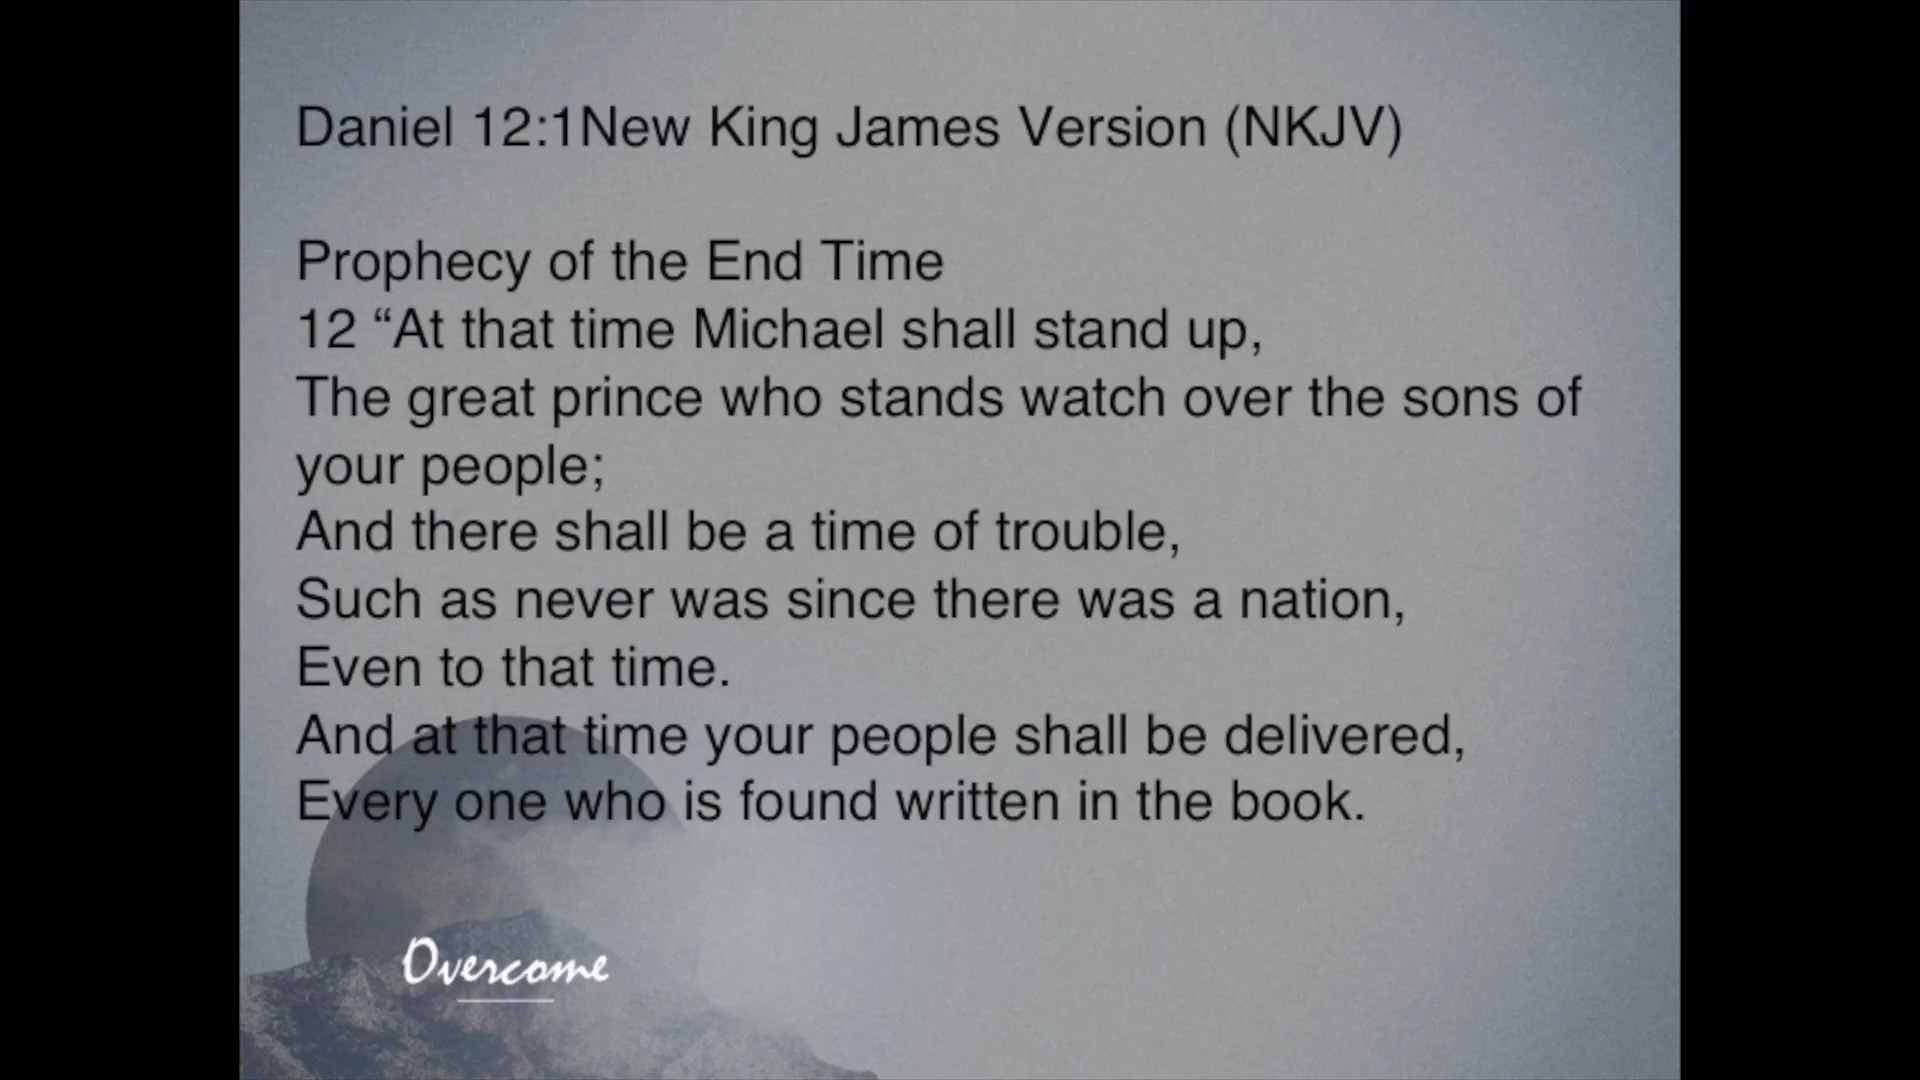 Daniel 12:1New King James Version (NKJV)
Prophecy of the End Time
12 “At that time Michael shall stand up,
The great prince who stands watch over the sons of
your people;
And there shall be a time of trouble,
Such as never was since there was a nation,
Even to that time.
And at that time your people shall be delivered,
Every one who is found written in the book.
Overcome